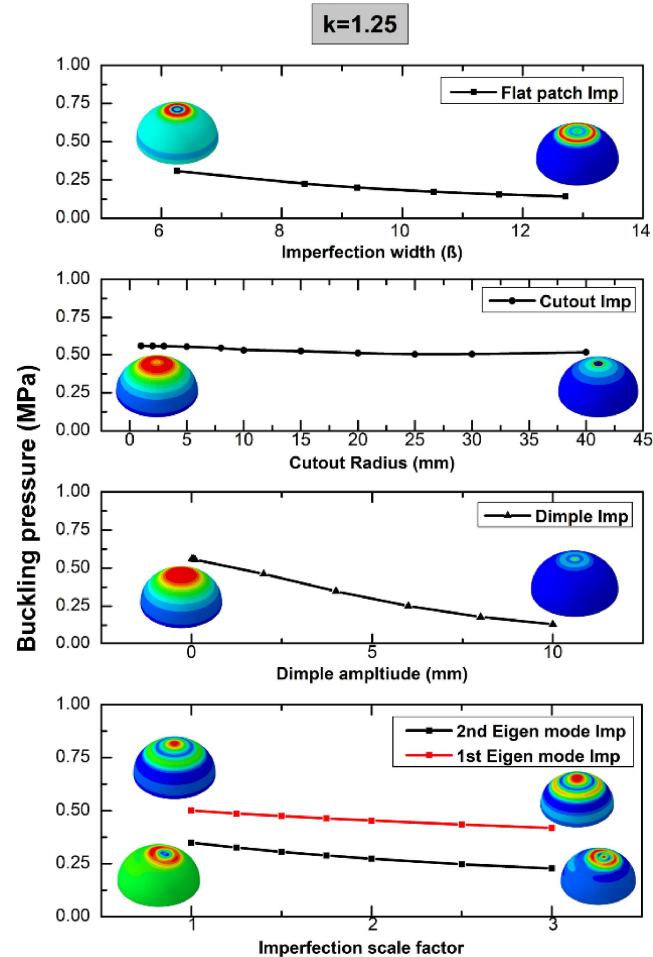 k=1.25
Buckling pressure (MPa)
1.00
0.75
0.50
0.25
0.00
Flat patch Imp
6 8 10 12 14
Imperfection width (ß)
1.00
0.75
0.50
0.25
0.00
Cutout Imp
0 5 10 15 20 25 30 35 40 45
Cutout Radius (mm)
1.00
0.75
0.50
0.25
0.00
Dimple Imp
0 5 10
Dimple ampltiude (mm)
1.00
0.75
0.50
0.25
0.00
2nd Eigen mode Imp
1st Eigen mode Imp
1 2 3
Imperfection scale factor